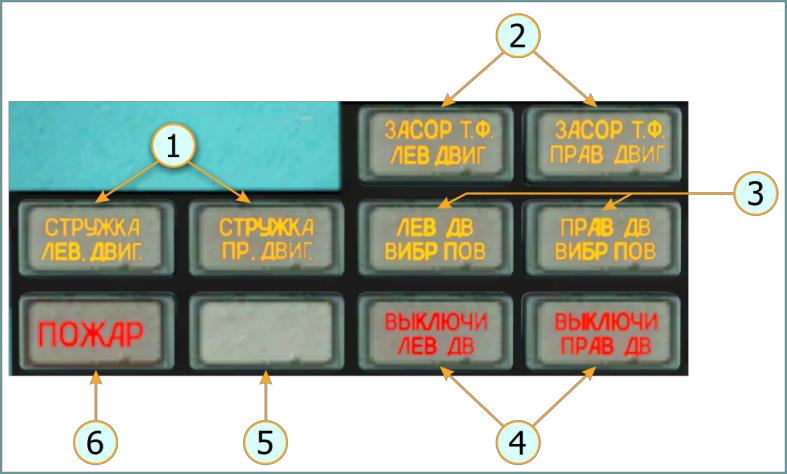 2
1
ЗАСОР Т.Ф.
ЛЕВ ДВИГ
ЗАСОР Т.Ф.
ПРАВ ДВИГ
3
СТРУЖКА
ЛЕВ. ДВИГ.
СТРУЖКА
ПР. ДВИГ.
ЛЕВ ДВ
ВИБР ПОВ
ПРАВ ДВ
ВИБР ПОВ
ПОЖАР
ВЫКЛЮЧИ
ЛЕВ ДВ
ВЫКЛЮЧИ
ПРАВ ДВ
6
5
4